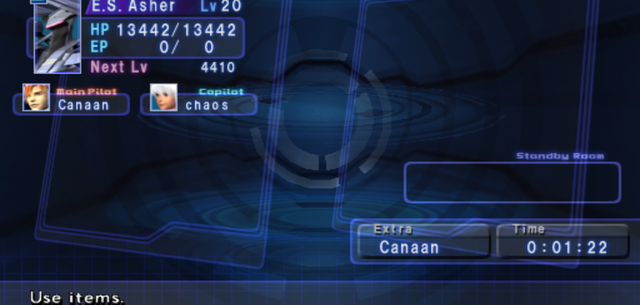 E.S. Asher Lv 20
HP 13442/13442
EP 0/ 0
Next Lv 4410
Main Pilot Copilot
Canaan chaos
Standby Room
Extra Time
Canaan 0:01:22
Use items.